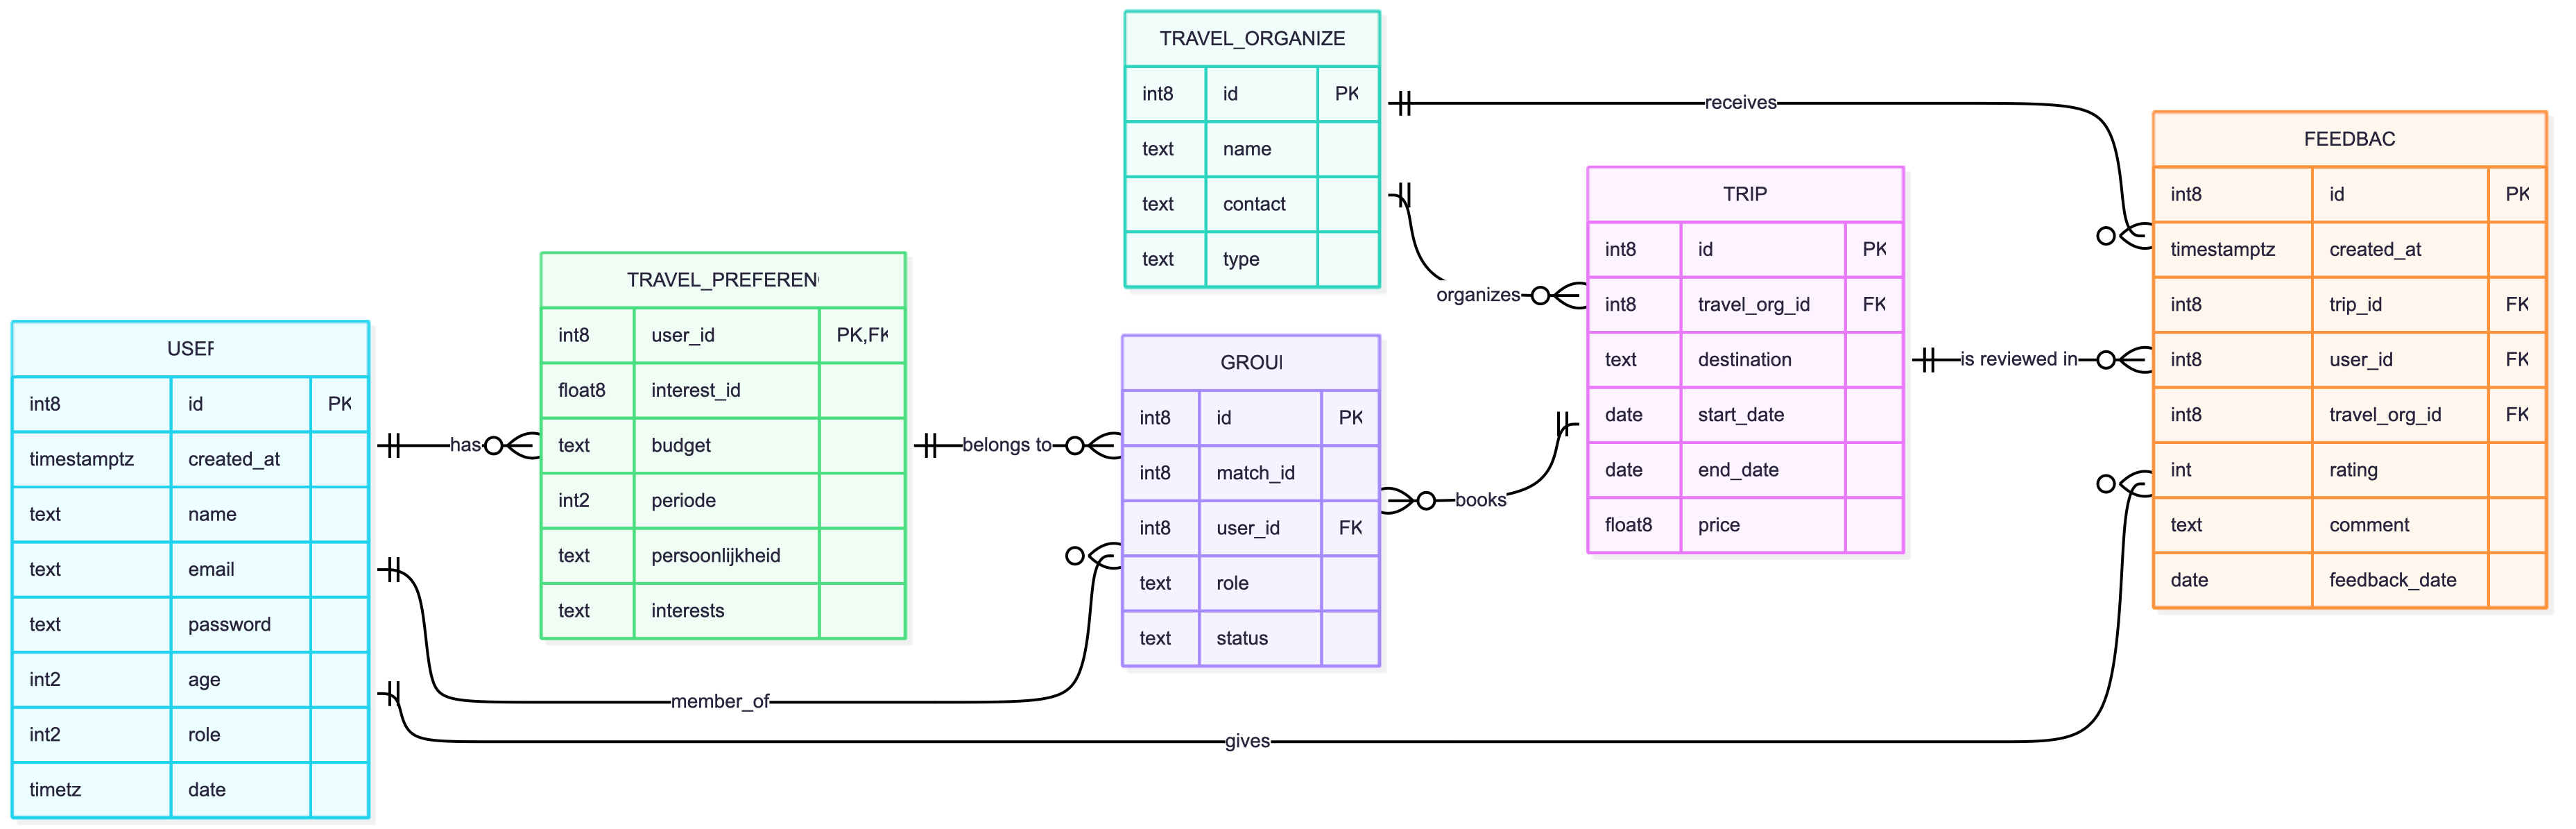 TRAVEL_ORGANIZE
int8 id PK
text name
text contact
text type
receives
FEEDBAC
int8 id PK
timestamptz created_at
int8 trip_id FK
int8 user_id FK
int8 travel_org_id FK
int rating
text comment
date feedback_date
TRIP
int8 id PK
int8 travel_org_id FK
text destination
date start_date
date end_date
float8 price
organizes
is reviewed in
TRAVEL_PREFEREN
int8 user_id PK,FK
float8 interest_id
text budget
int2 periode
text persoonlijkheid
text interests
USER
int8 id PK
timestamptz created_at
text name
text email
text password
int2 age
int2 role
timetz date
has
belongs to
GROUI
int8 id PK
int8 match_id
int8 user_id FK
text role
text status
books
member_of
gives